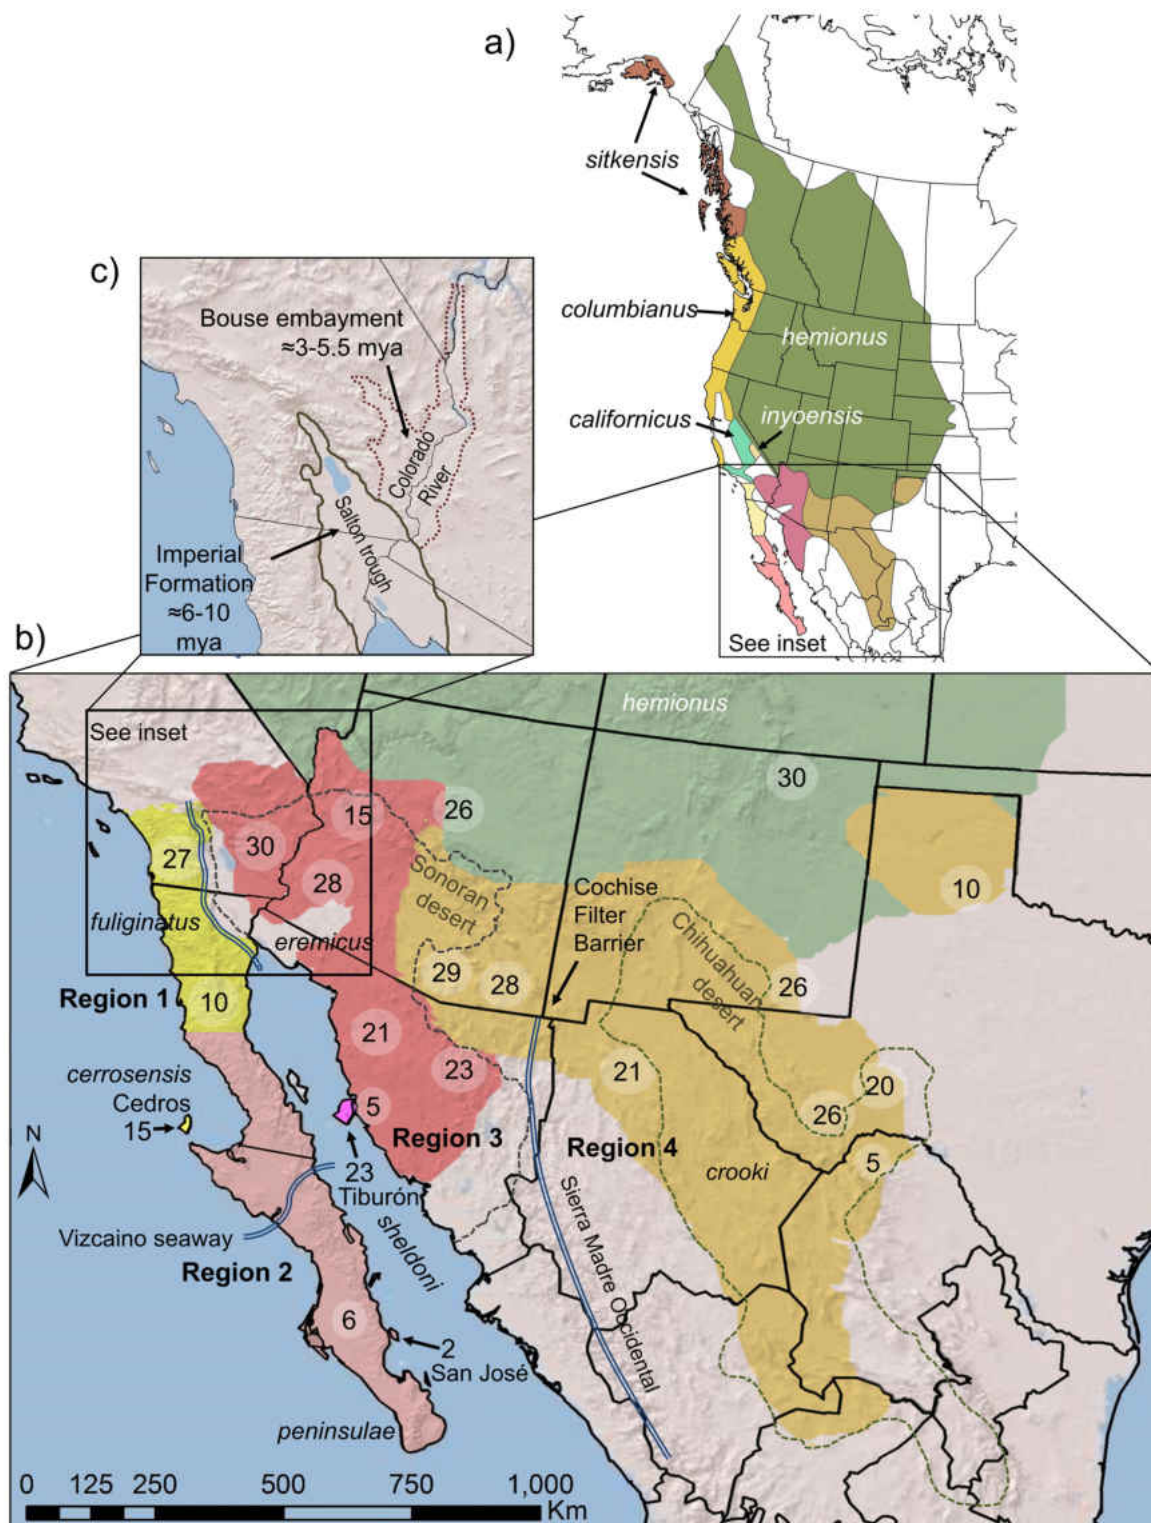 a)
sitkensis
columbianus
hemionus
californicus
inyoensis
See inset
c)
Bouse embayment
≈3-5.5 mya
Colorado
River
Salton trough
Imperial
Formation
≈6-10
mya
b)
See inset
hemionus
30
15
26
27
30
28
10
Sonoran
desert
Cochise
Filter
Barrier
Chihuahuan
desert
fuliginatus
eremicus
29
28
26
Region 1
10
21
23
21
20
cerrosensis
Cedros
15
5
26
Region 3
Region 4
5
N
23
Tiburón
sheldoni
crooki
Vizcaino seaway
Region 2
Sierra Madre Occidental
6
2
San José
peninsulae
0 125 250 500 750 1,000
Km